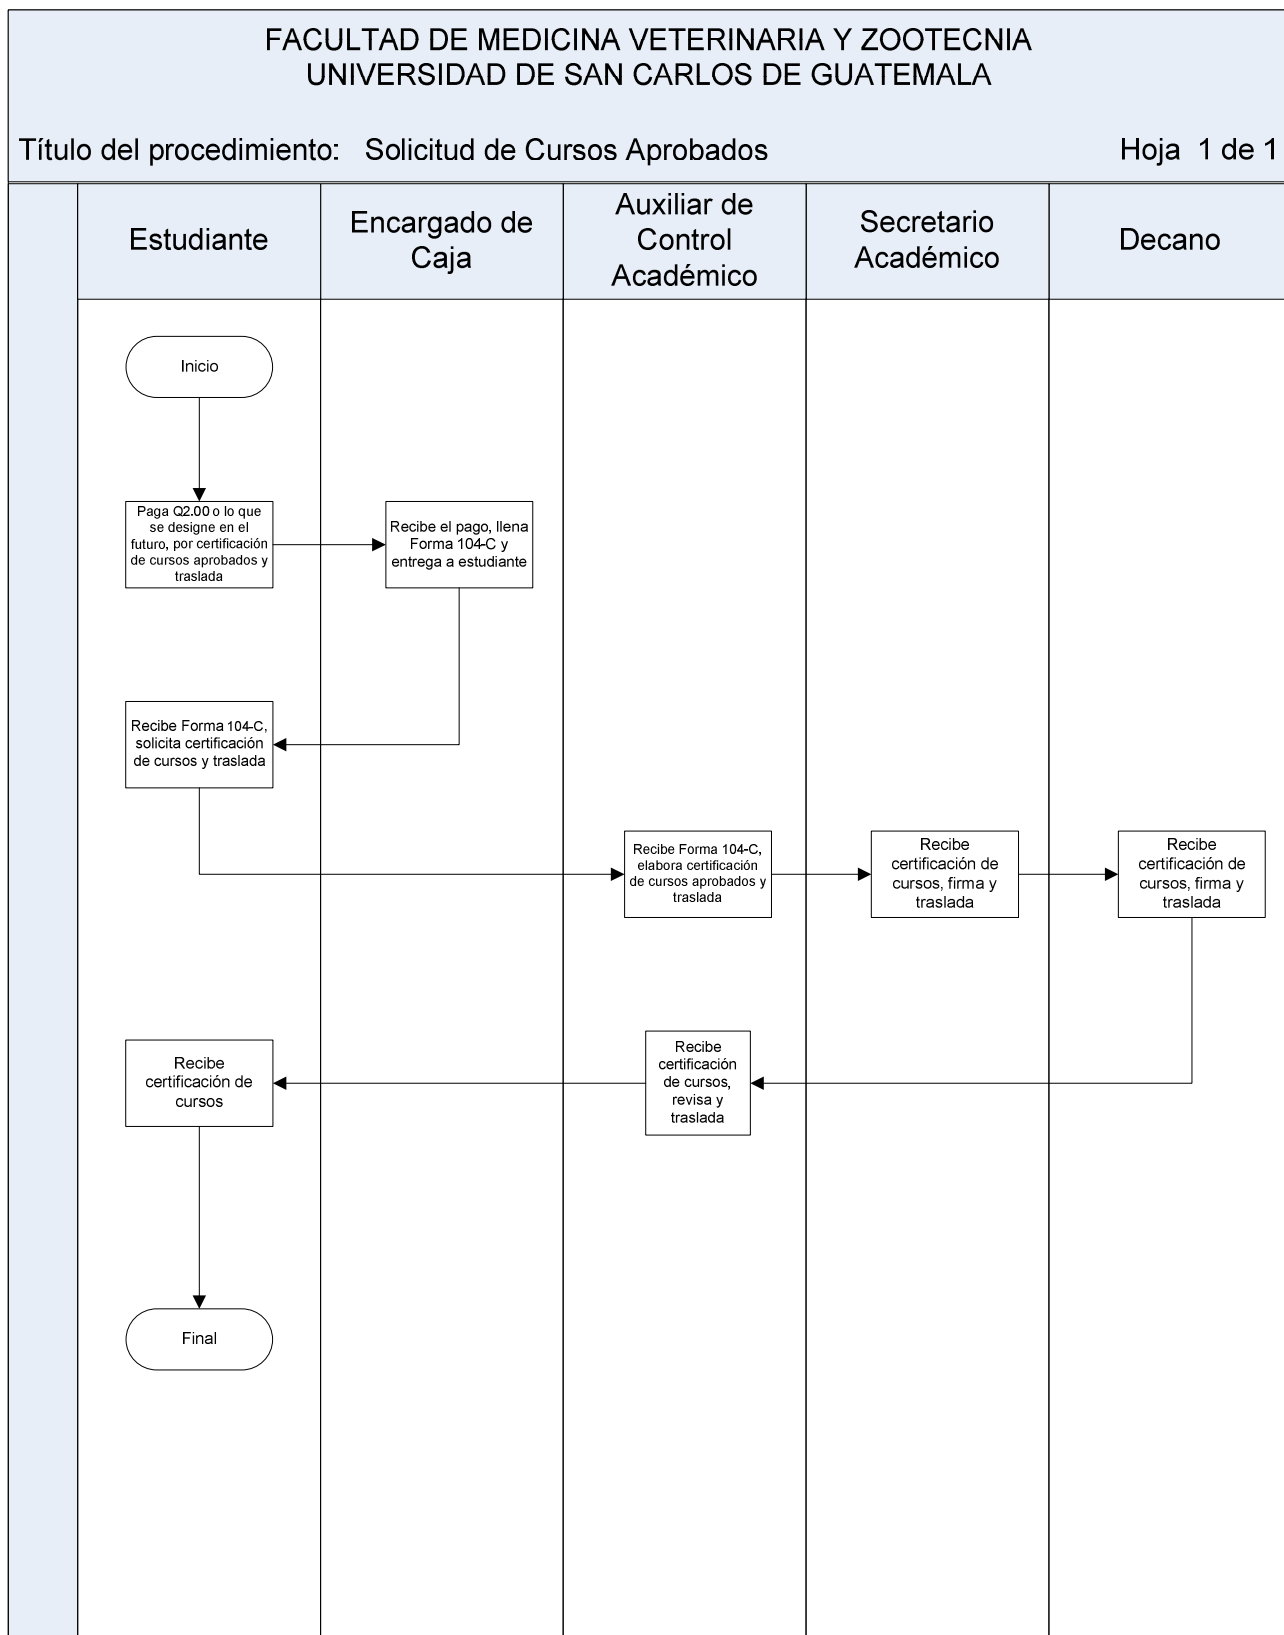 FACULTAD DE MEDICINA VETERINARIA Y ZOOTECNIA
UNIVERSIDAD DE SAN CARLOS DE GUATEMALA
Título del procedimiento: Solicitud de Cursos Aprobados Hoja 1 de 1
Estudiante
Encargado de
Caja
Auxiliar de
Control
Académico
Secretario
Académico
Decano
Inicio
Paga Q2.00 o lo que
se designe en el
futuro, por certificación
de cursos aprobados y
traslada
Recibe el pago, llena
Forma 104-C y
entrega a estudiante
Recibe Forma 104-C,
solicita certificación
de cursos y traslada
Recibe Forma 104-C,
elabora certificación
de cursos aprobados y
traslada
Recibe
certificación de
cursos, firma y
traslada
Recibe
certificación de
cursos, firma y
traslada
Recibe
certificación
de cursos,
revisa y
traslada
Recibe
certificación de
cursos
Final